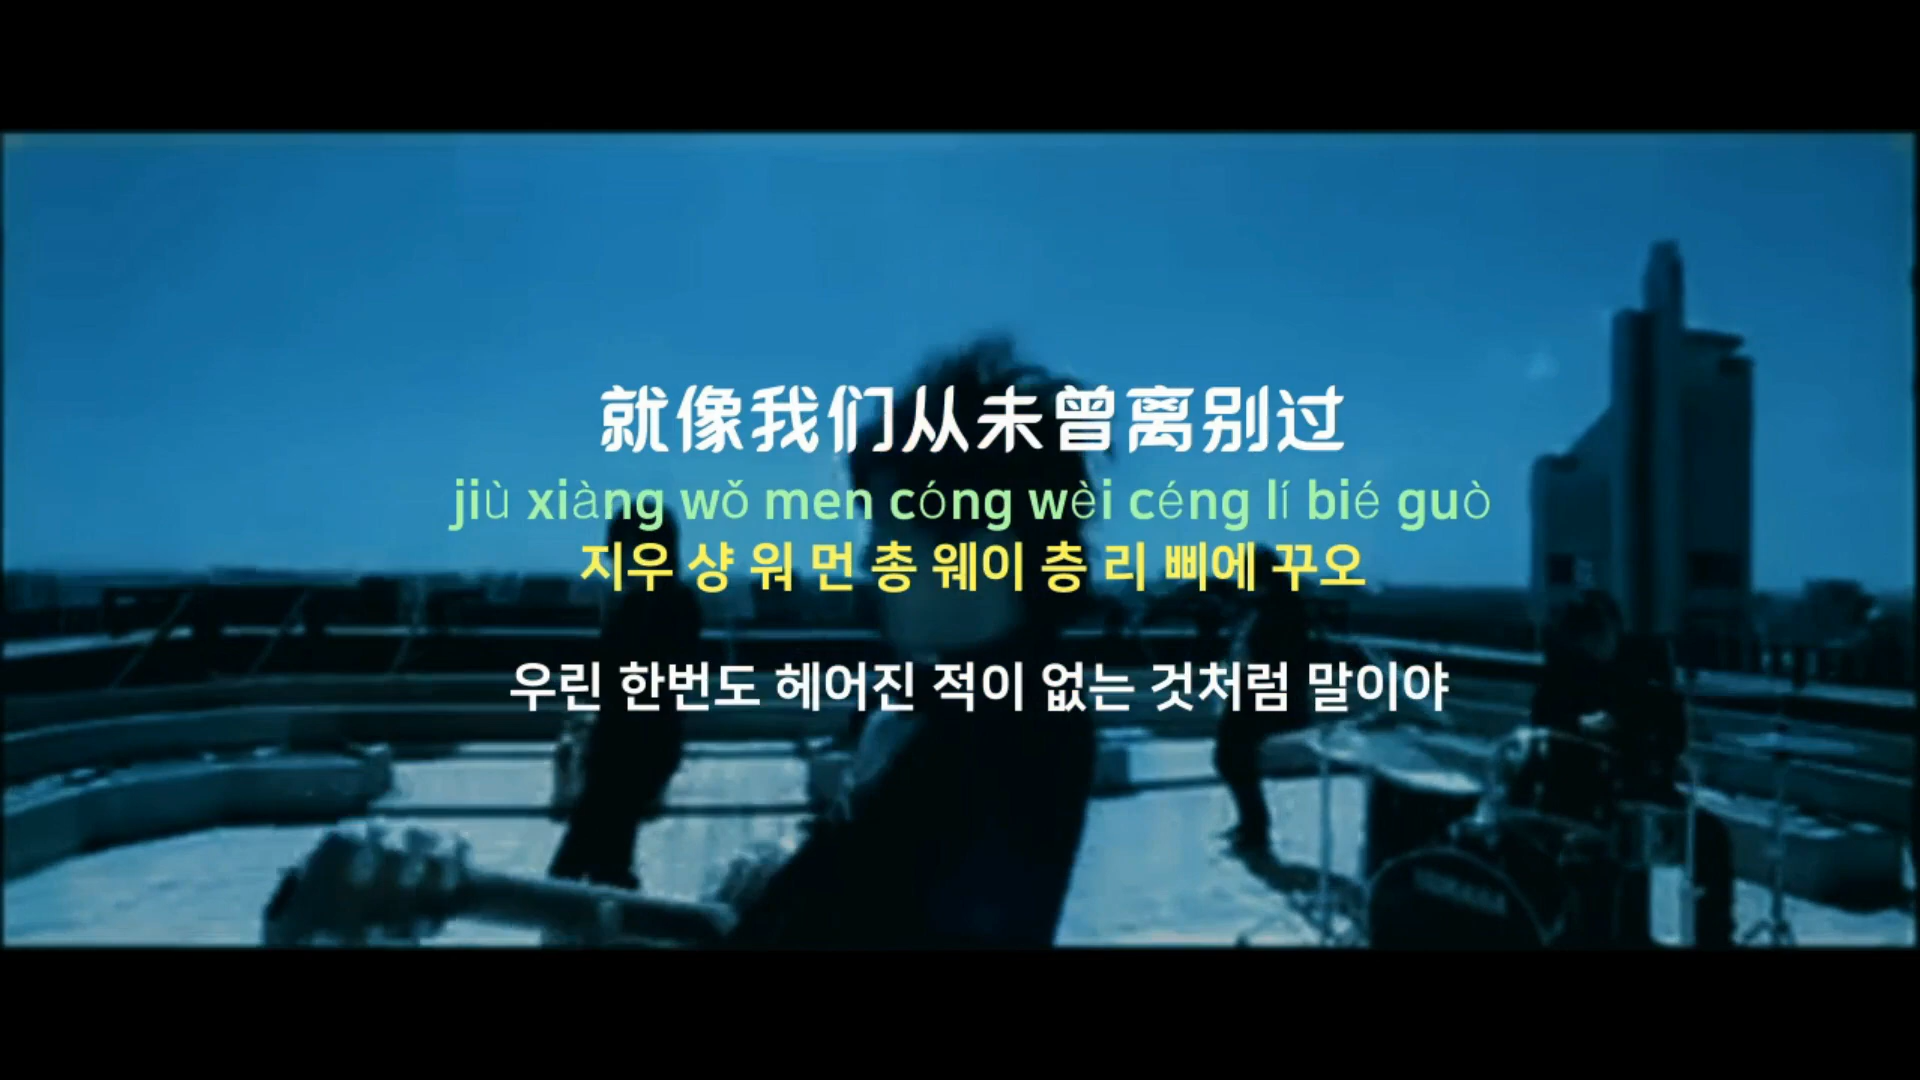 就像我们从未曾离别过
jiù xiàng wǒ men cóng wèi céng lí bié guò
지우 샹 워 먼 총 웨이 층 리 삐에 꾸오
우린 한번도 헤어진 적이 없는 것처럼 말이야